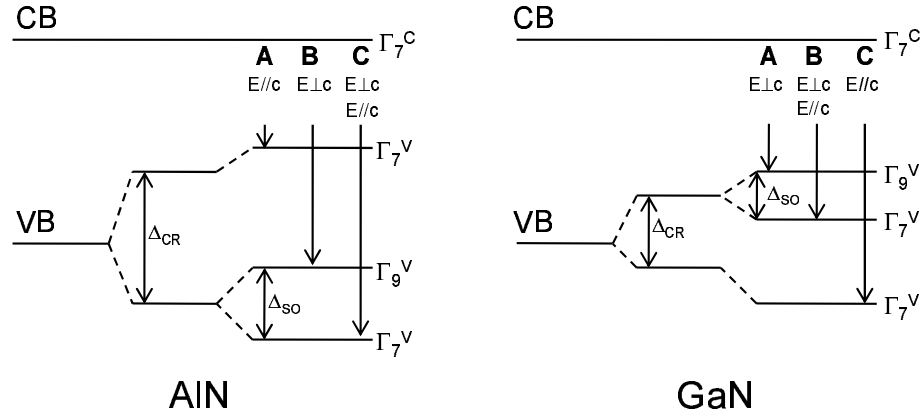 CB
Γ7C
A B C
E//c E⊥c E⊥c
E//c
Γ7V
VB
ΔCR
Γ9V
ΔSO
Γ7V
AlN
CB
Γ7C
A B C
E⊥c E⊥c E//c
E//c
Γ9V
ΔSO
Γ7V
VB
ΔCR
Γ7V
GaN